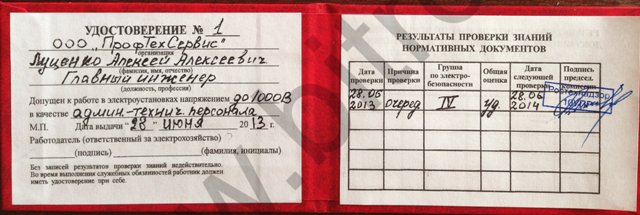 УДОСТОВЕРЕНИЕ № 1
ООО „ПрофТехСервис"
организация
Луценко Алексей Алексеевич
(фамилия, имя, отчество)
Главный инженер
(должность, профессия)
Допущен к работе в электроустановках напряжением до 1000В
в качестве админ.-технич. персонала
М.П. Дата выдачи "28" июня 2013 г.
Работодатель (ответственный за электрохозяйство)
(подпись) (фамилия, инициалы)
Без записей результатов проверки знаний недействительно.
Во время выполнения служебных обязанностей работник должен
иметь удостоверение при себе.
РЕЗУЛЬТАТЫ ПРОВЕРКИ ЗНАНИЙ
НОРМАТИВНЫХ ДОКУМЕНТОВ
Дата проверки Причина проверки Группа по электробезопасности Общая оценка Дата следующей проверки Подпись председ. комиссии
28.06 2013 очеред IV уд 28.06 2014